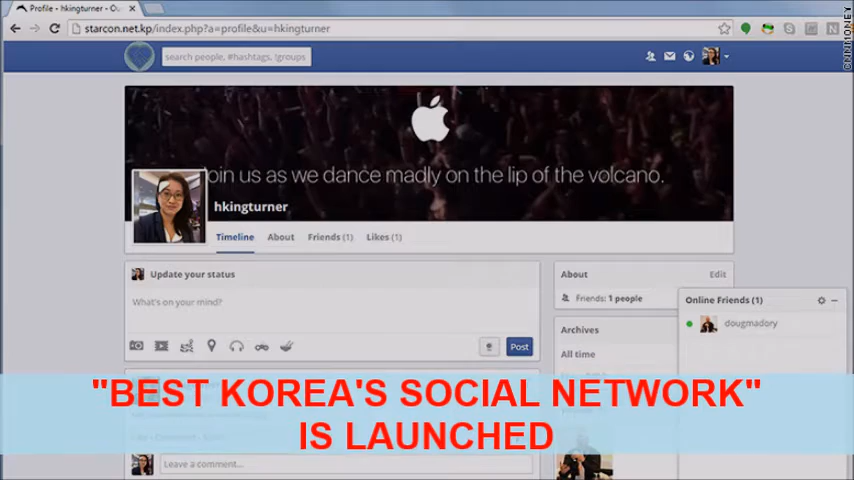 Profile - hkingturner - O
starcon.net.kp/index.php?a=profile&u=hkingturner
CNNMONEY
search people, #hashtags, !groups
Join us as we dance madly on the lip of the volcano.
hkingturner
Timeline About Friends (1) Likes (1)
Update your status
What's on your mind?
Post
About Edit
Friends: 1 people
Archives
All time
Online Friends (1)
dougmadory
"BEST KOREA'S SOCIAL NETWORK"
IS LAUNCHED
Leave a comment...